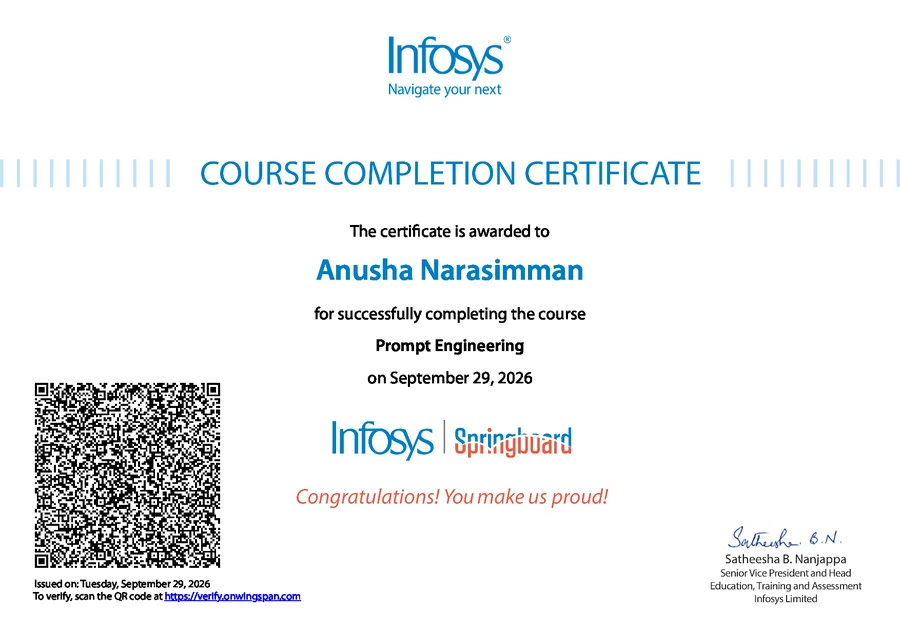 Infosys®
Navigate your next
COURSE COMPLETION CERTIFICATE
The certificate is awarded to
Anusha Narasimman
for successfully completing the course
Prompt Engineering
on September 29, 2026
Infosys | Springboard
Congratulations! You make us proud!
Satheesha. B.N.
Satheesha B. Nanjappa
Senior Vice President and Head
Education, Training and Assessment
Infosys Limited
Issued on: Tuesday, September 29, 2026
To verify, scan the QR code at https://verify.onwingspan.com